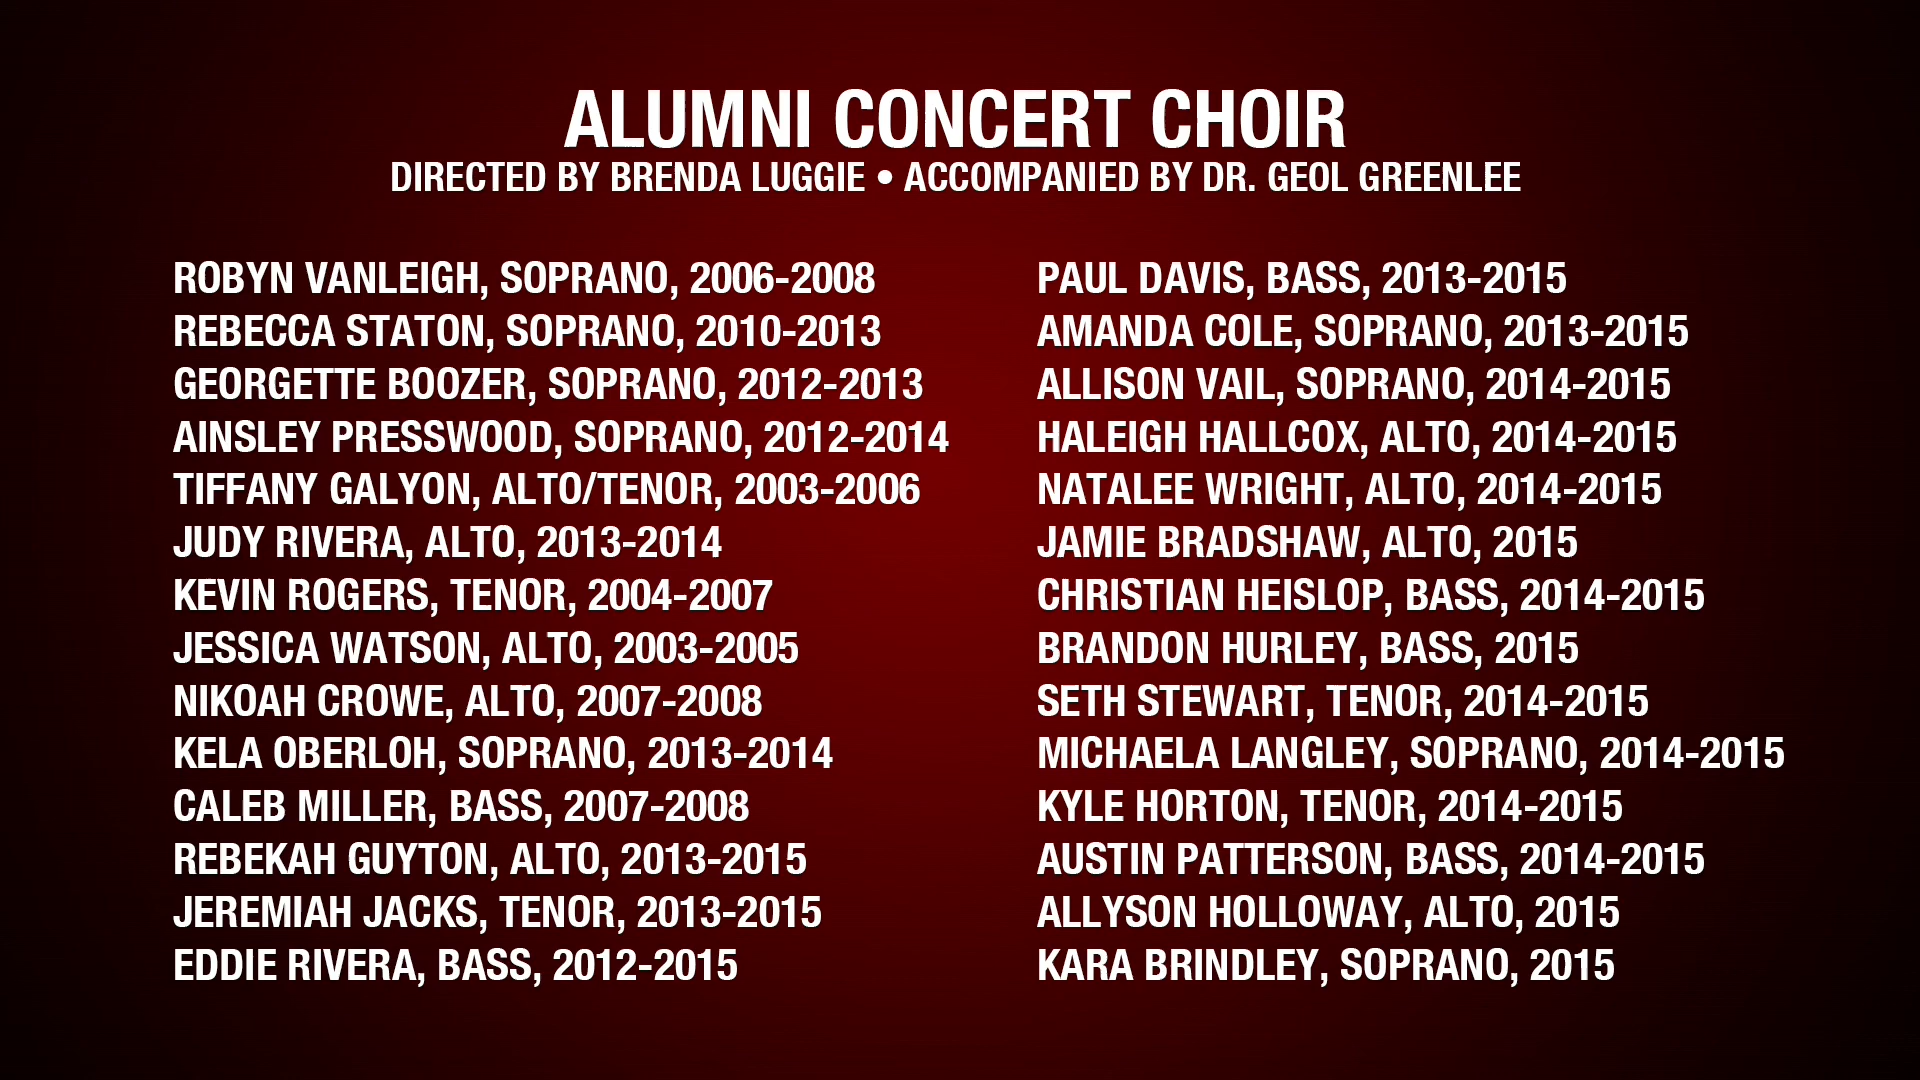 ALUMNI CONCERT CHOIR
DIRECTED BY BRENDA LUGGIE • ACCOMPANIED BY DR. GEOL GREENLEE
ROBYN VANLEIGH, SOPRANO, 2006-2008
REBECCA STATON, SOPRANO, 2010-2013
GEORGETTE BOOZER, SOPRANO, 2012-2013
AINSLEY PRESSWOOD, SOPRANO, 2012-2014
TIFFANY GALYON, ALTO/TENOR, 2003-2006
JUDY RIVERA, ALTO, 2013-2014
KEVIN ROGERS, TENOR, 2004-2007
JESSICA WATSON, ALTO, 2003-2005
NIKOAH CROWE, ALTO, 2007-2008
KELA OBERLOH, SOPRANO, 2013-2014
CALEB MILLER, BASS, 2007-2008
REBEKAH GUYTON, ALTO, 2013-2015
JEREMIAH JACKS, TENOR, 2013-2015
EDDIE RIVERA, BASS, 2012-2015
PAUL DAVIS, BASS, 2013-2015
AMANDA COLE, SOPRANO, 2013-2015
ALLISON VAIL, SOPRANO, 2014-2015
HALEIGH HALLCOX, ALTO, 2014-2015
NATALEE WRIGHT, ALTO, 2014-2015
JAMIE BRADSHAW, ALTO, 2015
CHRISTIAN HEISLOP, BASS, 2014-2015
BRANDON HURLEY, BASS, 2015
SETH STEWART, TENOR, 2014-2015
MICHAELA LANGLEY, SOPRANO, 2014-2015
KYLE HORTON, TENOR, 2014-2015
AUSTIN PATTERSON, BASS, 2014-2015
ALLYSON HOLLOWAY, ALTO, 2015
KARA BRINDLEY, SOPRANO, 2015